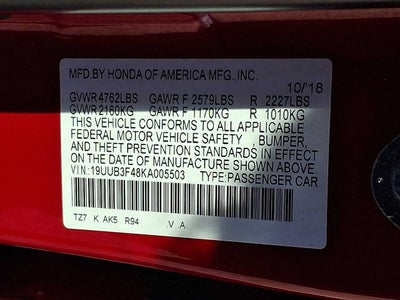 MFD.BY HONDA OF AMERICA MFG.,INC. 10/'18
GVWR 4762LBS GAWR F 2579LBS R 2227LBS
GVWR 2160KG GAWR F 1170KG R 1010KG
THIS VEHICLE CONFORMS TO ALL APPLICABLE
FEDERAL MOTOR VEHICLE SAFETY , BUMPER,
AND THEFT PREVENTION STANDARDS IN EFFECT
ON THE DATE OF MANUFACTURE SHOWN ABOVE.
VIN:19UUB3F48KA005503 TYPE:PASSENGER CAR
TZ7 K AK5 R94 V A